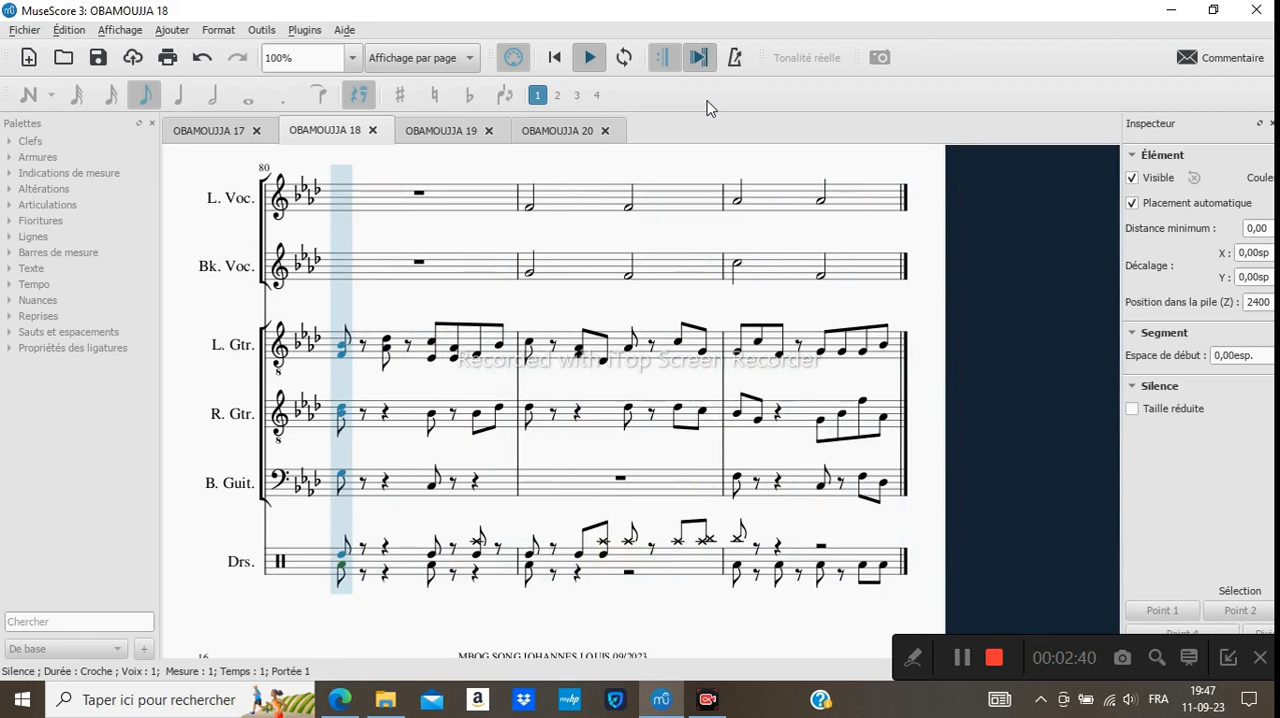 MuseScore 3: OBAMOUJJA 18
Fichier Édition Affichage Format Ajouter Outils Plugins Aide
100% Affichage par page Tonalité réelle Commentaire
1 2 3 4
Palettes
OBAMOUJJA 17 OBAMOUJJA 18 OBAMOUJJA 19 OBAMOUJJA 20
Inspecteur
Clefs
Armures
Indications de mesure
Altérations
Articulations
Fioritures
Lignes
Barres de mesure
Texte
Tempo
Nuances
Reprises
Sauts et espacements
Propriétés des ligatures
Chercher
De base
80
L. Voc.
Bk. Voc.
L. Gtr.
8
R. Gtr.
8
B. Guit.
Drs.
Recorded with iTop Screen Recorder
16 MBOG SONG JOHANNES LOUIS 09/2023
Élément
Visible Coule
Placement automatique
Distance minimum : 0,00
Décalage : X : 0,00sp
Y : 0,00sp
Position dans la pile (Z) : 2400
Segment
Espace de début : 0,00esp.
Silence
Taille réduite
Sélection
Point 1 Point 2
00:02:40
Silence ; Durée : Croche ; Voix : 1; Mesure : 1; Temps : 1; Portée 1
Taper ici pour rechercher
FRA
19:47
11-09-23